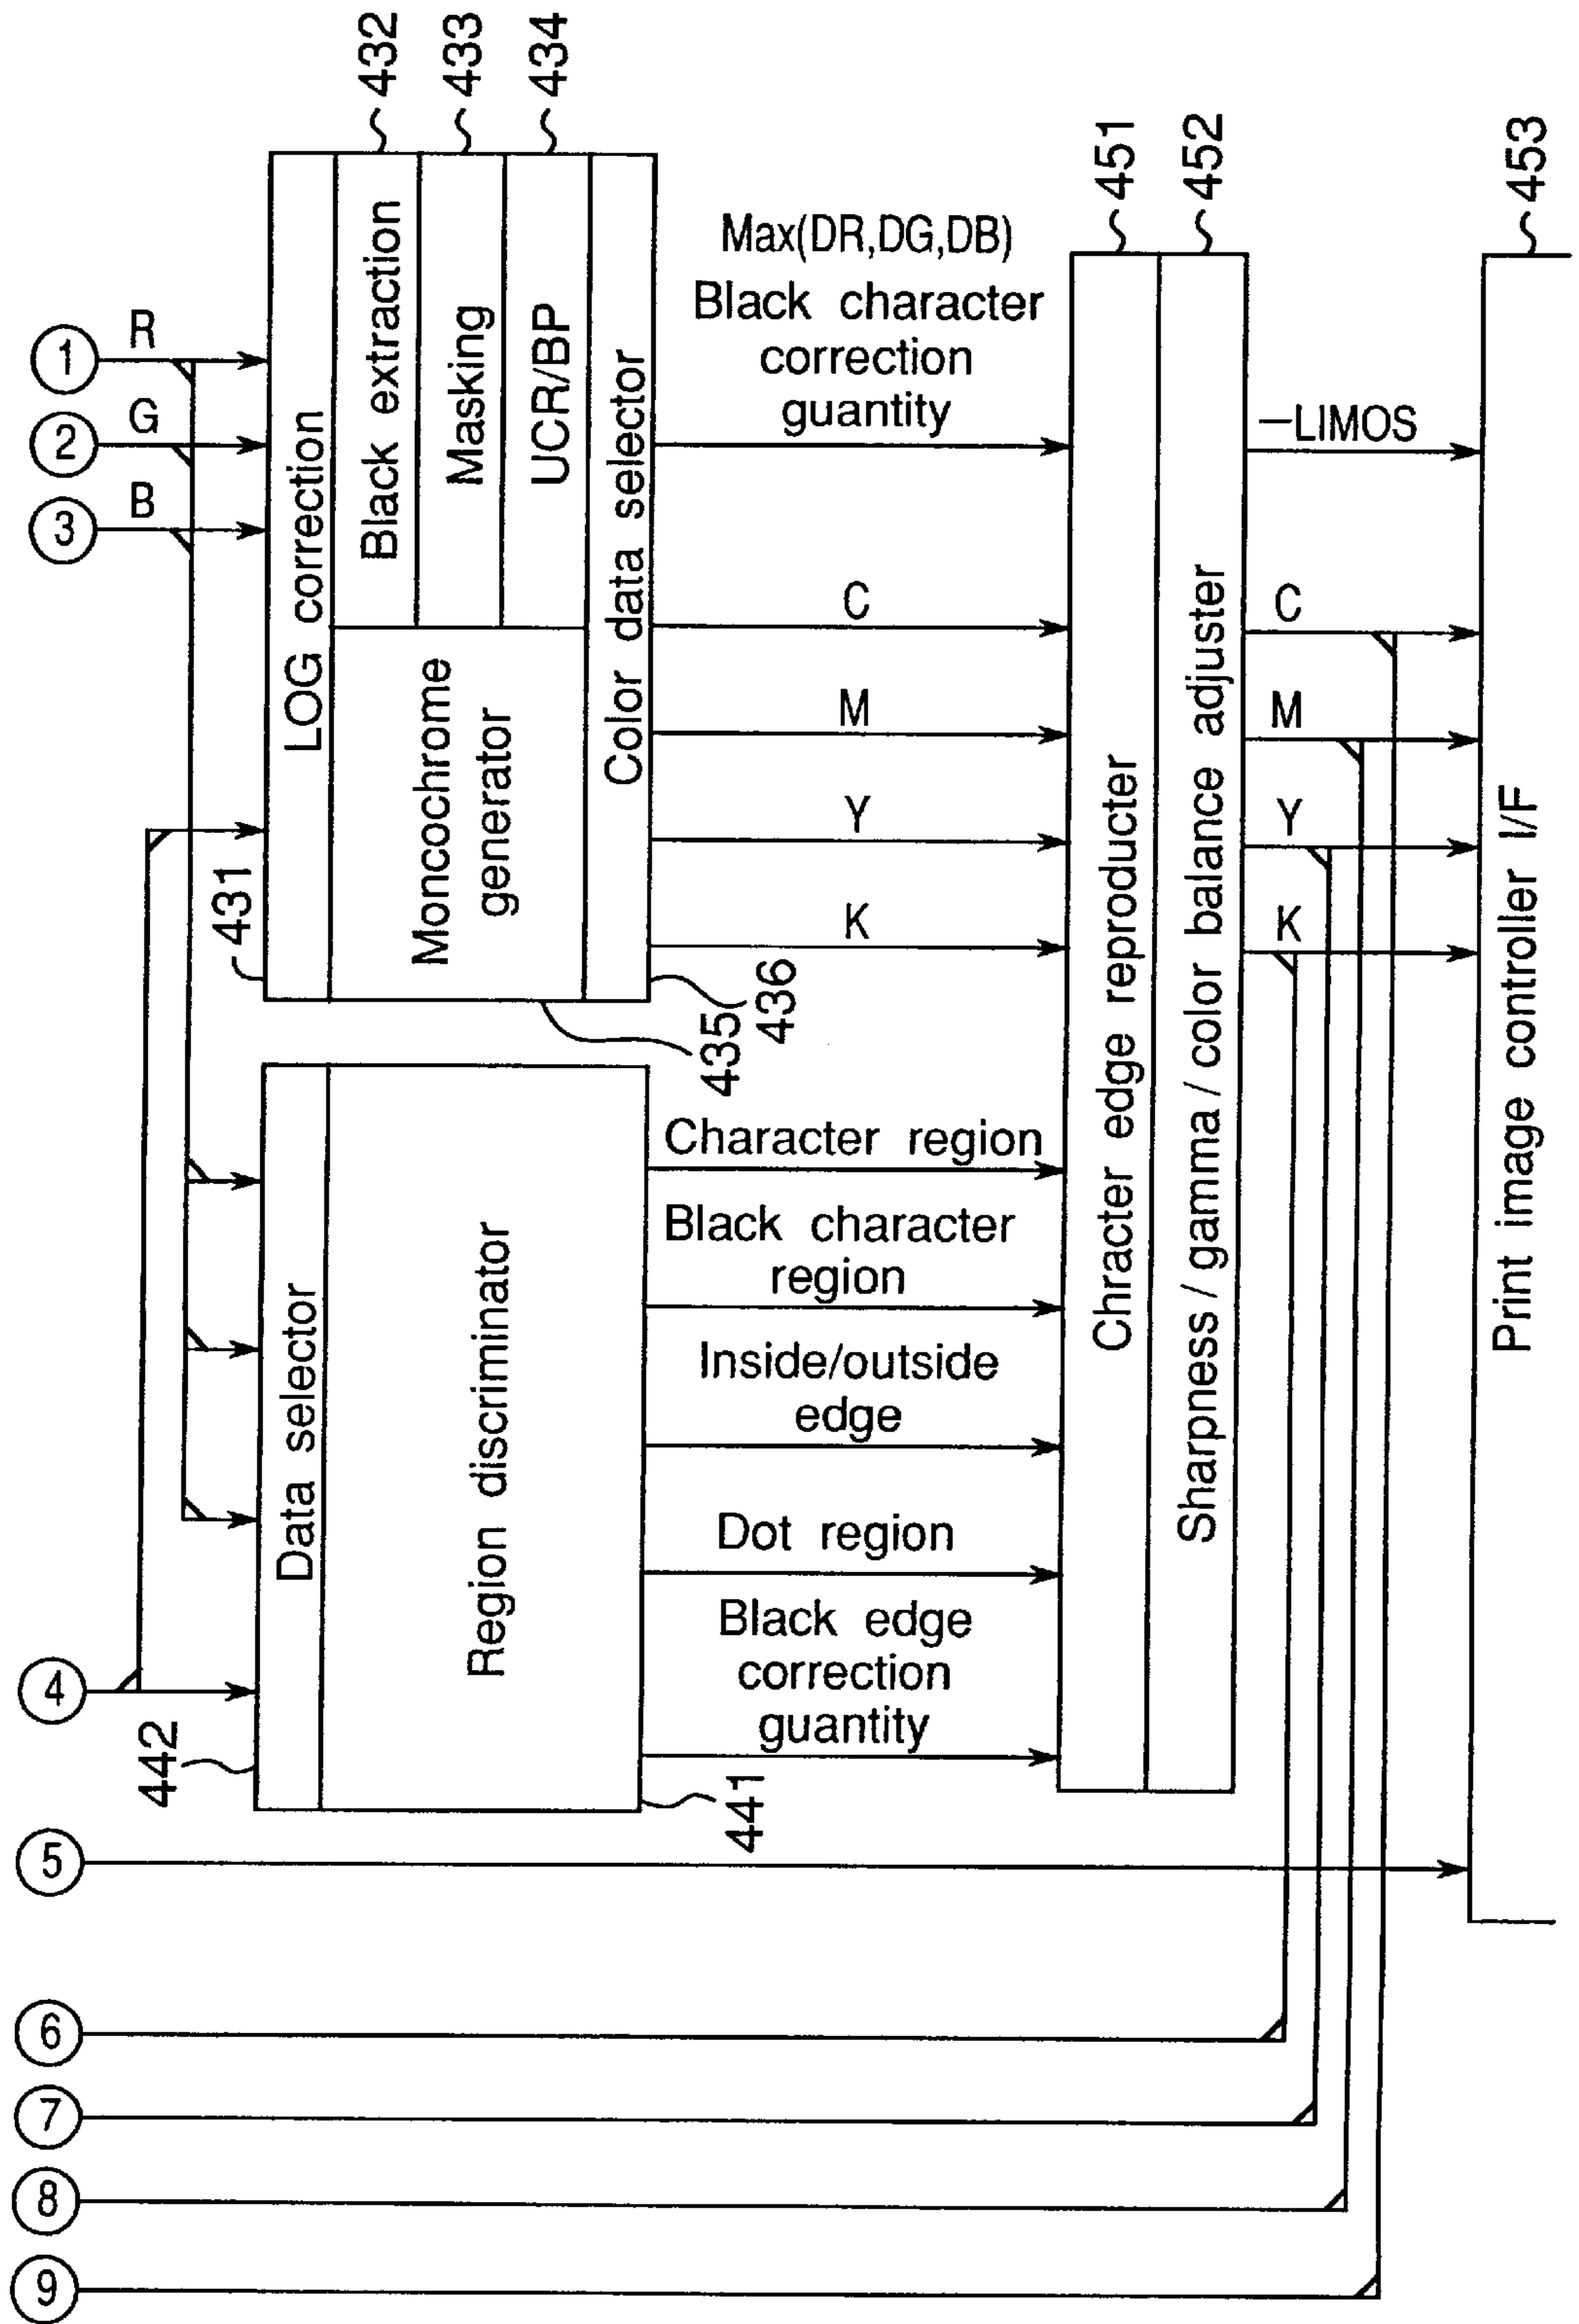 1
R
2
G
3
B
4
5
6
7
8
9
LOG correction
Black extraction
Masking
UCR/BP
Moncochrome
generator
Color data selector
431
432
433
434
435
436
Data selector
Region discriminator
442
441
Max(DR,DG,DB)
Black character
correction
guantity
C
M
Y
K
Character region
Black character
region
Inside/outside
edge
Dot region
Black edge
correction
guantity
Chracter edge reproducter
451
Sharpness / gamma / color balance adjuster
452
—LIMOS
C
M
Y
K
Print image controller I/F
453